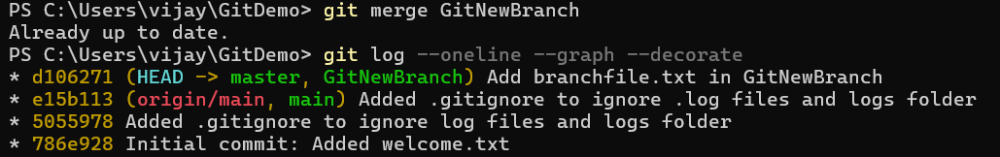 PS C:\Users\vijay\GitDemo> git merge GitNewBranch
Already up to date.
PS C:\Users\vijay\GitDemo> git log --oneline --graph --decorate
* d106271 (HEAD -> master, GitNewBranch) Add branchfile.txt in GitNewBranch
* e15b113 (origin/main, main) Added .gitignore to ignore .log files and logs folder
* 5055978 Added .gitignore to ignore log files and logs folder
* 786e928 Initial commit: Added welcome.txt